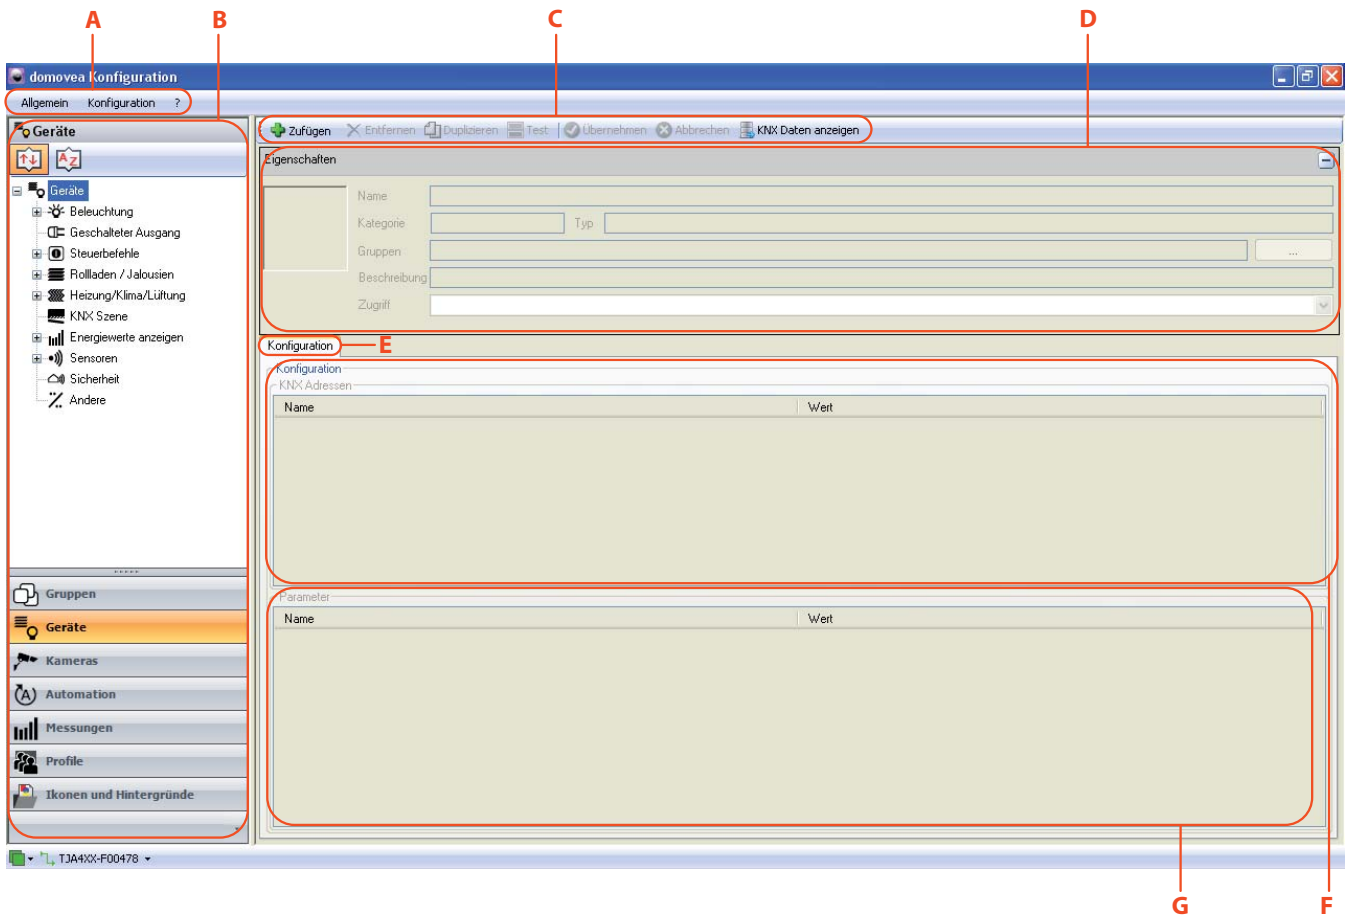 A B C D
domovea Konfiguration
Allgemein Konfiguration ?
Geräte
Zufügen Entfernen Duplizieren Test Übernehmen Abbrechen KNX Daten anzeigen
A Z
Eigenschaften
Geräte
Beleuchtung
Geschalteter Ausgang
Steuerbefehle
Rollladen / Jalousien
Heizung/Klima/Lüftung
KNX Szene
Energiewerte anzeigen
Sensoren
Sicherheit
Andere
Name
Kategorie Typ
Gruppen ...
Beschreibung
Zugriff
Konfiguration E
Konfiguration
KNX Adressen
Name Wert
Gruppen
Geräte
Kameras
Automation
Messungen
Profile
Ikonen und Hintergründe
Parameter
Name Wert
TJA4XX-F00478
G F